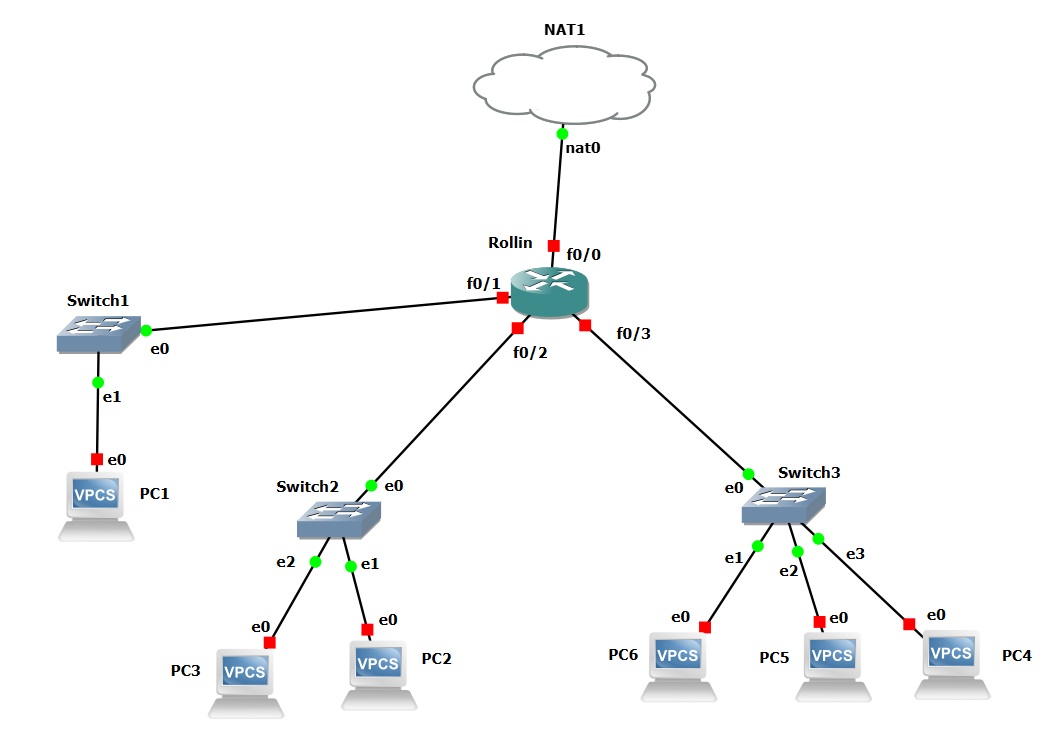 NAT1
nat0
Rollin
f0/0
f0/1
Switch1
e0
f0/3
f0/2
e1
e0
PC1
VPCS
Switch3
Switch2
e0
e0
e2
e1
e1
e2
e3
e0
e0
e0
e0
e0
PC3
VPCS
VPCS
PC2
PC6
VPCS
PC5
VPCS
VPCS
PC4